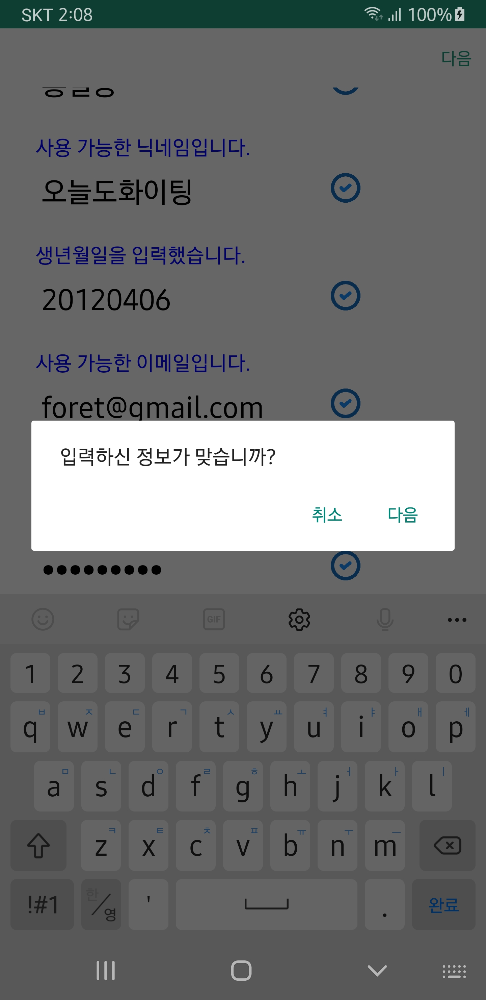 SKT 2:08 100%
다음
사용 가능한 닉네임입니다.
오늘도화이팅
생년월일을 입력했습니다.
20120406
사용 가능한 이메일입니다.
foret@gmail.com
입력하신 정보가 맞습니까?
취소 다음
•••••••••
GIF
1 2 3 4 5 6 7 8 9 0
ㅂ ㅈ ㄷ ㄱ ㅅ ㅛ ㅕ ㅑ ㅐ ㅔ
q w e r t y u i o p
ㅁ ㄴ ㅇ ㄹ ㅎ ㅗ ㅓ ㅏ ㅣ
a s d f g h j k l
ㅋ ㅌ ㅊ ㅍ ㅠ ㅜ ㅡ
z x c v b n m
!#1 한/영 ' . 완료